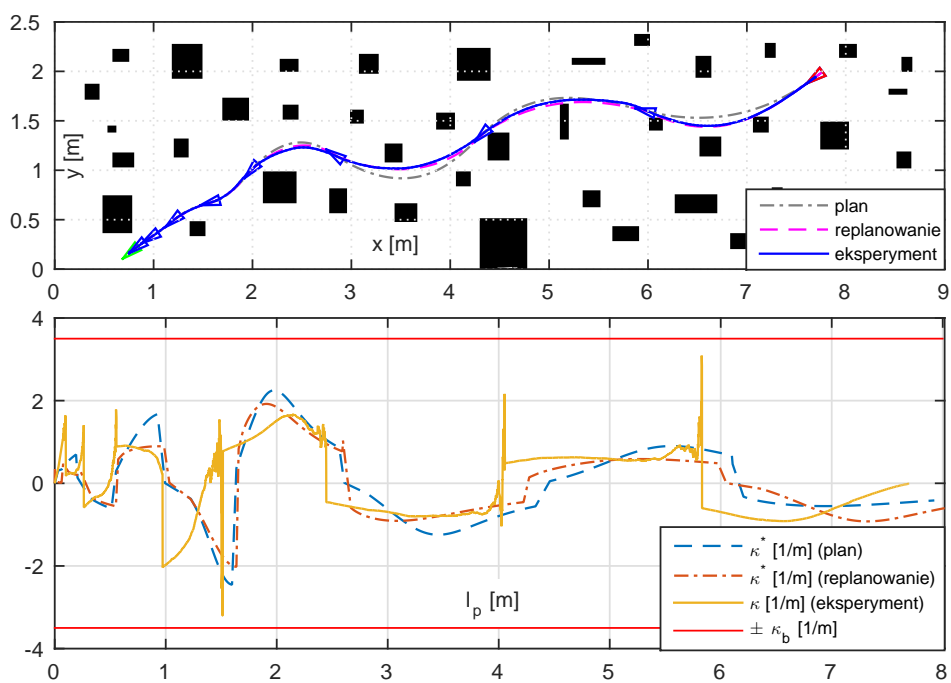 2.5
2
1.5
1
0.5
0
y [m]
x [m]
plan
replanowanie
eksperyment
0 1 2 3 4 5 6 7 8 9
4
2
0
-2
-4
l_p [m]
κ^* [1/m] (plan)
κ^* [1/m] (replanowanie)
κ [1/m] (eksperyment)
± κ_b [1/m]
0 1 2 3 4 5 6 7 8